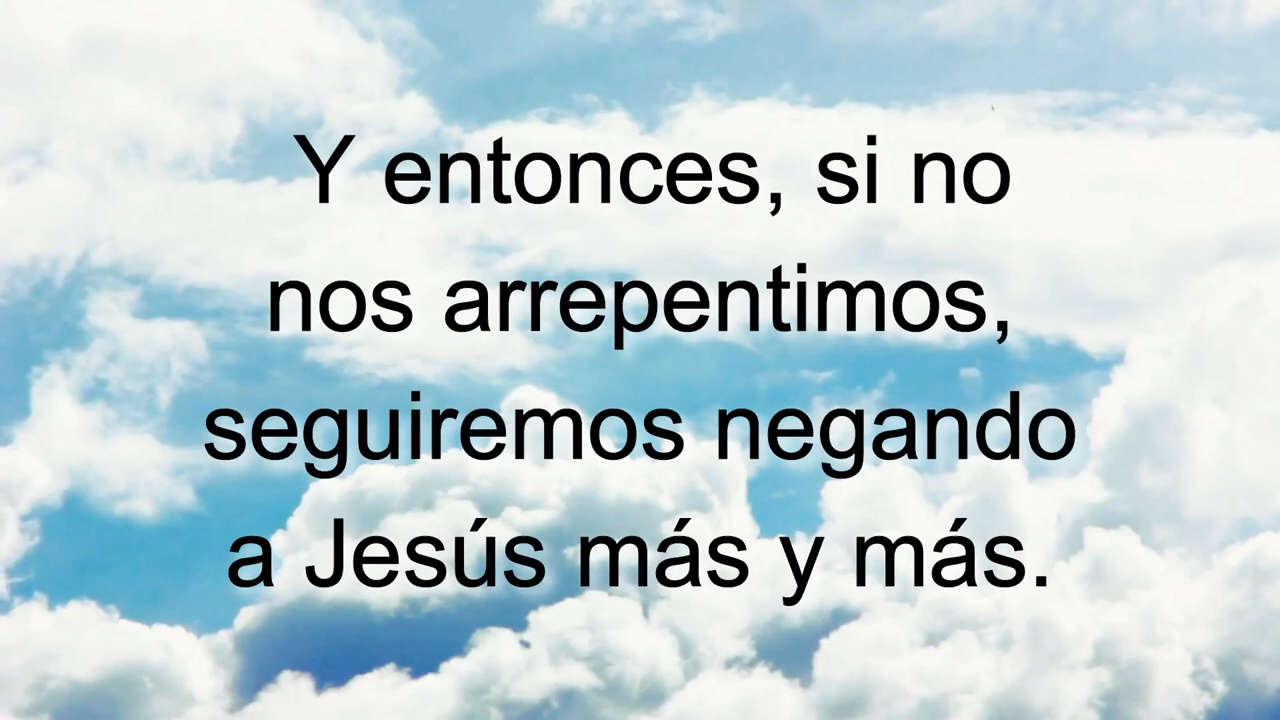 Y entonces, si no
nos arrepentimos,
seguiremos negando
a Jesús más y más.